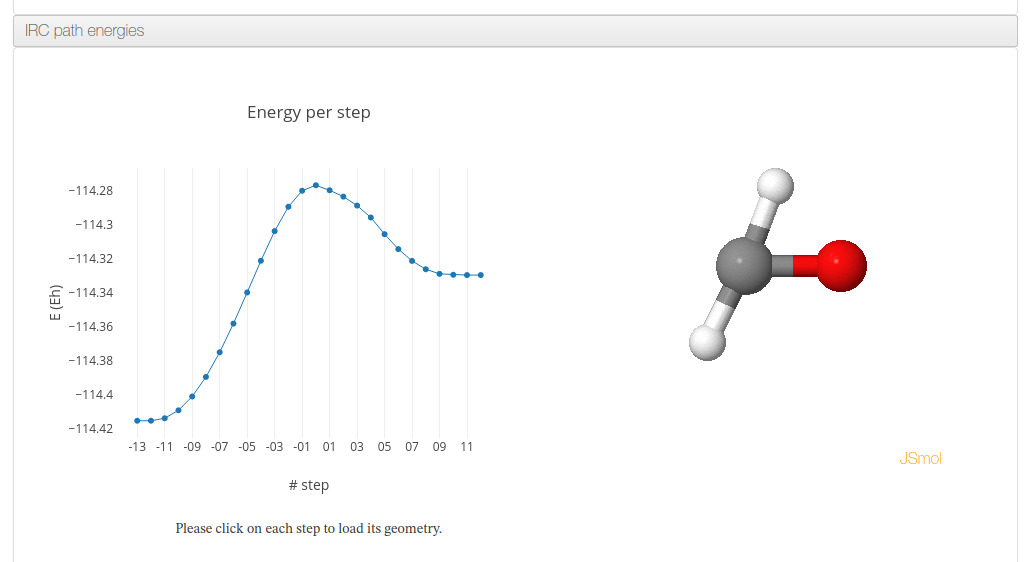 IRC path energies
Energy per step
−114.28
−114.3
−114.32
−114.34
−114.36
−114.38
−114.4
−114.42
E (Eh)
-13 -11 -09 -07 -05 -03 -01 01 03 05 07 09 11
# step
JSmol
Please click on each step to load its geometry.